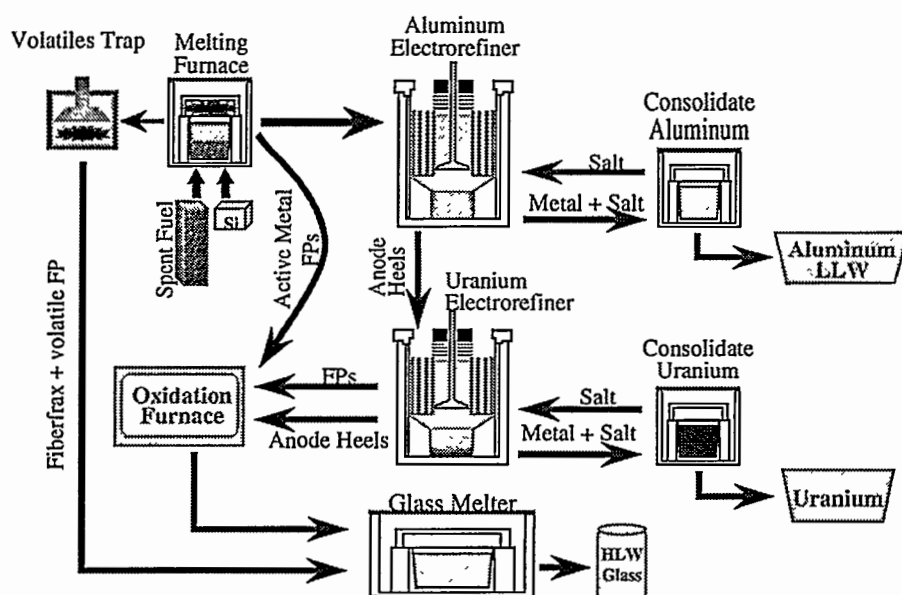 Volatiles Trap
Melting
Furnace
Aluminum
Electrorefiner
Consolidate
Aluminum
Salt
Metal + Salt
Si
Spent Fuel
Active Metal
FPs
Aluminum
LLW
Anode
Heels
Uranium
Electrorefiner
Fiberfrax + volatile FP
Consolidate
Uranium
FPs
Oxidation
Furnace
Salt
Anode Heels
Metal + Salt
Uranium
Glass Melter
HLW
Glass